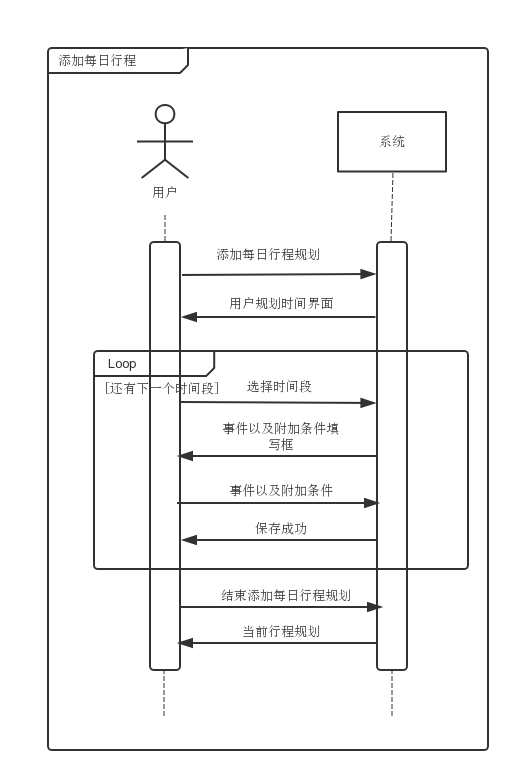 添加每日行程
系统
用户
添加每日行程规划
用户规划时间界面
Loop
[还有下一个时间段]
选择时间段
事件以及附加条件填
写框
事件以及附加条件
保存成功
结束添加每日行程规划
当前行程规划